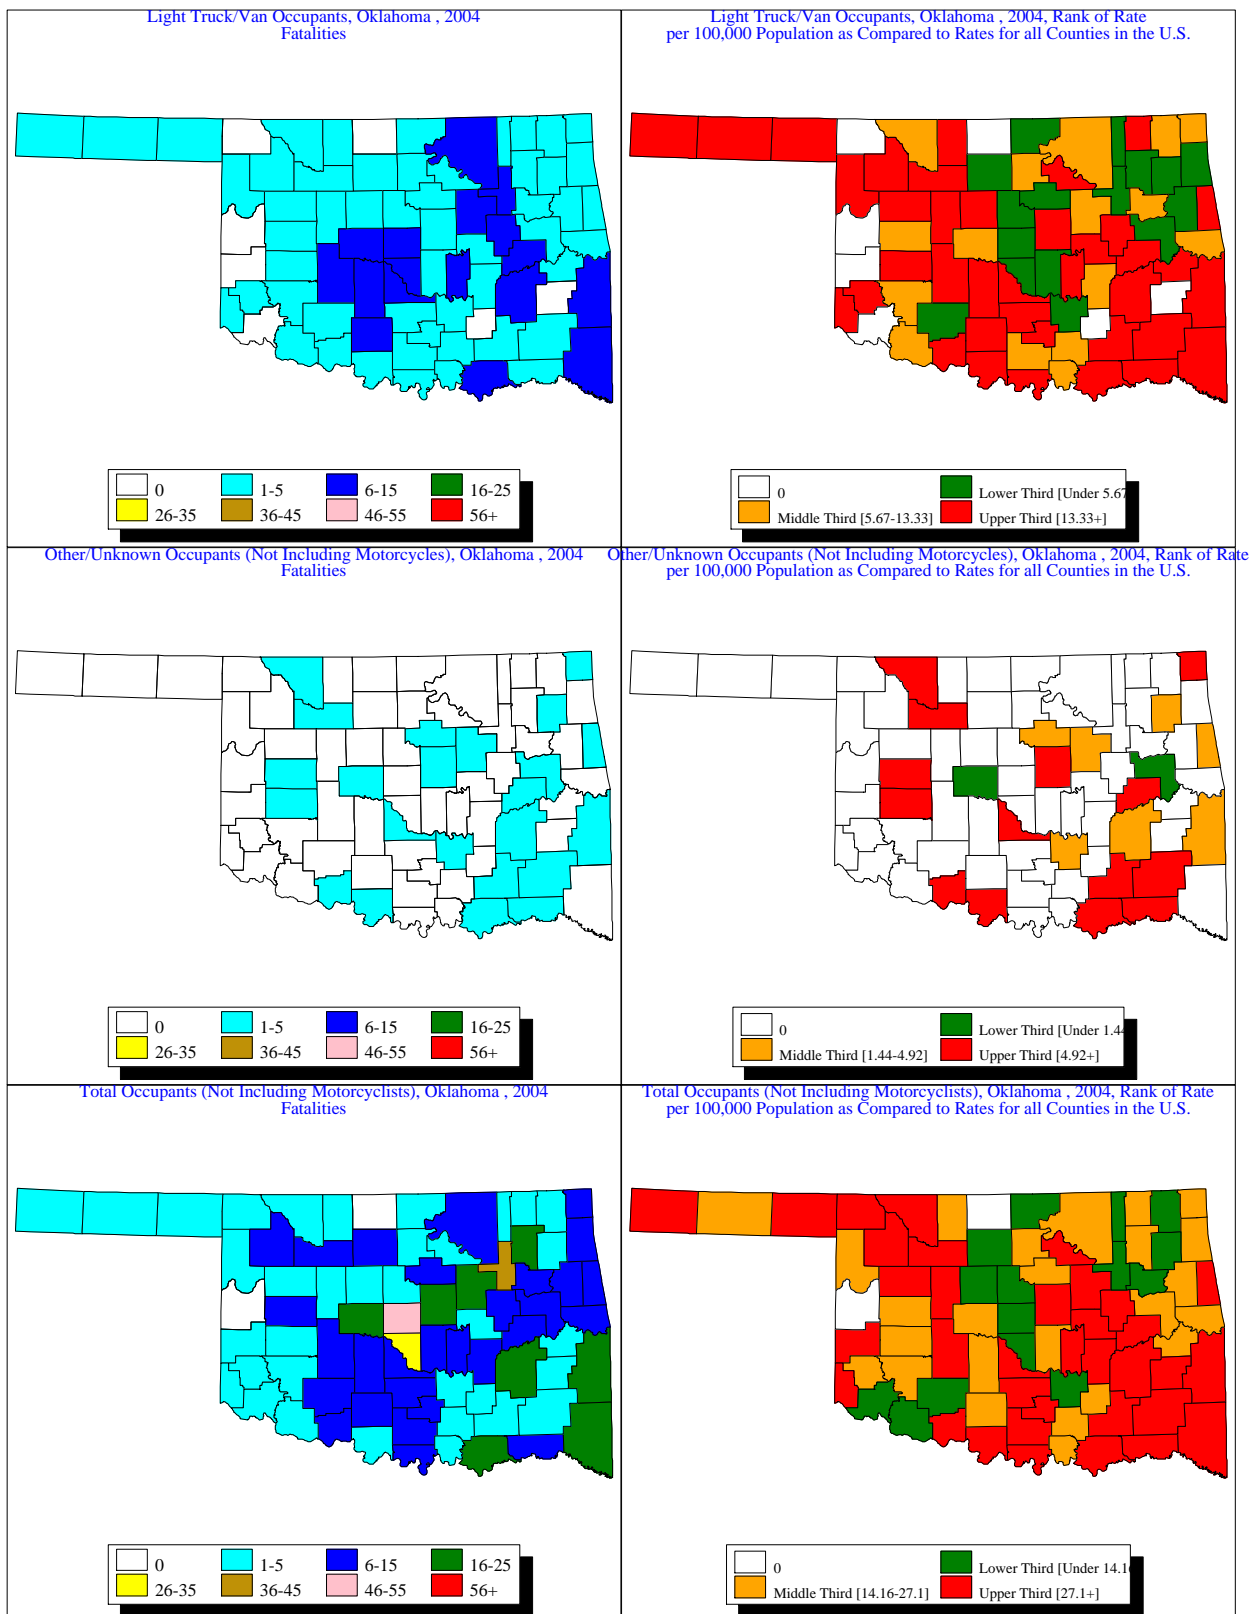 Light Truck/Van Occupants, Oklahoma , 2004
Fatalities
0
1-5
6-15
16-25
26-35
36-45
46-55
56+
Light Truck/Van Occupants, Oklahoma , 2004, Rank of Rate
per 100,000 Population as Compared to Rates for all Counties in the U.S.
0
Lower Third [Under 5.67
Middle Third [5.67-13.33]
Upper Third [13.33+]
Other/Unknown Occupants (Not Including Motorcycles), Oklahoma , 2004
Fatalities
0
1-5
6-15
16-25
26-35
36-45
46-55
56+
Other/Unknown Occupants (Not Including Motorcycles), Oklahoma , 2004, Rank of Rate
per 100,000 Population as Compared to Rates for all Counties in the U.S.
0
Lower Third [Under 1.44
Middle Third [1.44-4.92]
Upper Third [4.92+]
Total Occupants (Not Including Motorcyclists), Oklahoma , 2004
Fatalities
0
1-5
6-15
16-25
26-35
36-45
46-55
56+
Total Occupants (Not Including Motorcyclists), Oklahoma , 2004, Rank of Rate
per 100,000 Population as Compared to Rates for all Counties in the U.S.
0
Lower Third [Under 14.16
Middle Third [14.16-27.1]
Upper Third [27.1+]